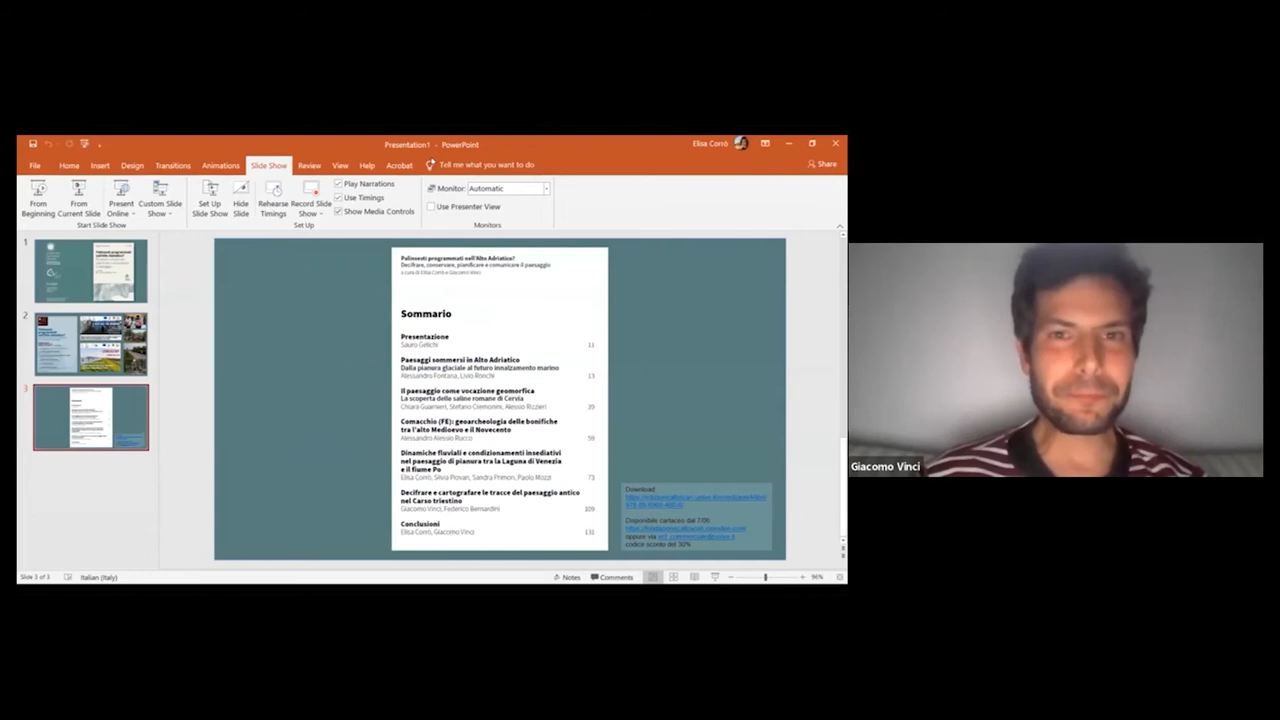 Presentation1 - PowerPoint
Elisa Corrò
File Home Insert Design Transitions Animations Slide Show Review View Help Acrobat Tell me what you want to do Share
From Beginning
From Current Slide
Present Online
Custom Slide Show
Set Up Slide Show
Hide Slide
Rehearse Timings
Record Slide Show
Play Narrations
Use Timings
Show Media Controls
Monitor: Automatic
Use Presenter View
Start Slide Show
Set Up
Monitors
1
2
3
Palinsesti programmati nell'Alto Adriatico?
Decifrare, conservare, pianificare e comunicare il paesaggio
a cura di Elisa Corrò e Giacomo Vinci
Sommario
Presentazione
Sauro Gelichi 11
Paesaggi sommersi in Alto Adriatico
Dalla pianura glaciale al futuro innalzamento marino
Alessandro Fontana, Livio Ronchi 13
Il paesaggio come vocazione geomorfica
La scoperta delle saline romane di Cervia
Chiara Guarnieri, Stefano Cremonini, Alessio Rizzieri
Comacchio (FE): geoarcheologia delle bonifiche
tra l'alto Medioevo e il Novecento
Alessandro Alessio Rucco 59
Dinamiche fluviali e condizionamenti insediativi
nel paesaggio di pianura tra la Laguna di Venezia
e il fiume Po
Elisa Corrò, Silvia Piovan, Sandra Primon, Paolo Mozzi 73
Decifrare e cartografare le tracce del paesaggio antico
nel Carso triestino
Giacomo Vinci, Federico Bernardini 109
Conclusioni
Elisa Corrò, Giacomo Vinci 131
Download
Disponibile cartaceo dal
oppure via
codice sconto del 30%
Giacomo Vinci
Slide 3 of 3
Italian (Italy)
Notes
Comments
96%